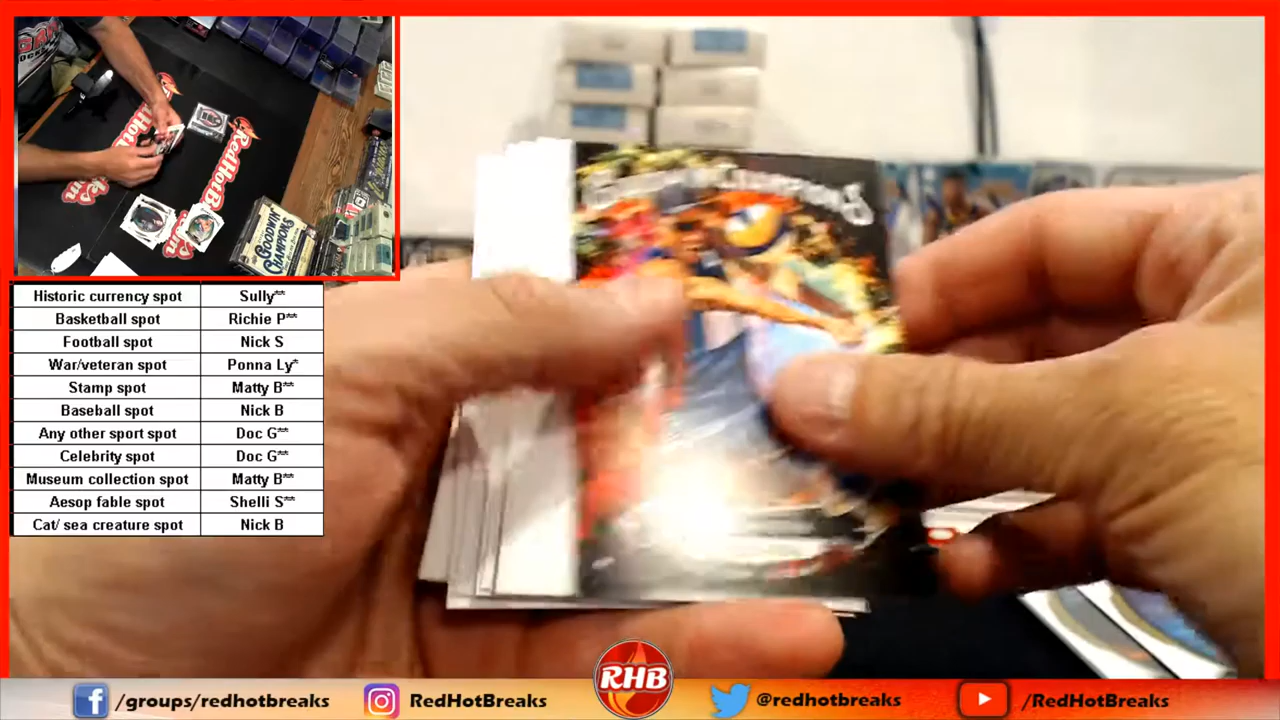 GOODWIN
CHAMPIONS
Historic currency spot Sully**
Basketball spot Richie P**
Football spot Nick S
War/veteran spot Ponna Ly*
Stamp spot Matty B**
Baseball spot Nick B
Any other sport spot Doc G**
Celebrity spot Doc G**
Museum collection spot Matty B**
Aesop fable spot Shelli S**
Cat/ sea creature spot Nick B
/groups/redhotbreaks
RedHotBreaks
RHB
@redhotbreaks
/RedHotBreaks